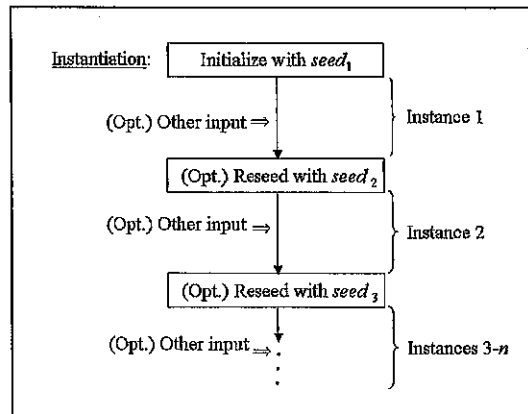 Instantiation: Initialize with seed1
(Opt.) Other input ⇒
Instance 1
(Opt.) Reseed with seed2
(Opt.) Other input ⇒
Instance 2
(Opt.) Reseed with seed3
(Opt.) Other input ⇒
Instances 3-n